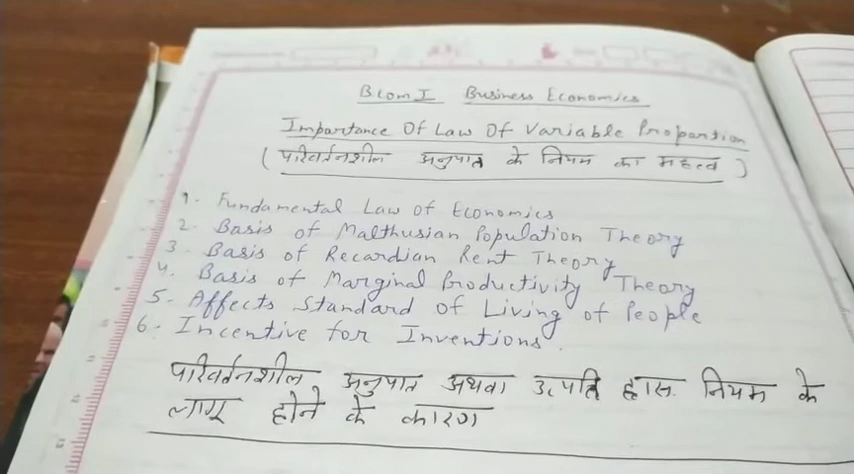 BComI Business Economics
Importance Of Law Of Variable Proportion
(परिवर्तनशील अनुपात के नियम का महत्व)
1. Fundamental Law of Economics
2. Basis of Malthusian Population Theory
3. Basis of Recardian Rent Theory
4. Basis of Marginal Productivity Theory
5- Affects Standard of Living of People
6. Incentive for Inventions.
परिवर्तनशील अनुपात अथवा उत्पत्ति ह्रास नियम के
लागू होने के कारण